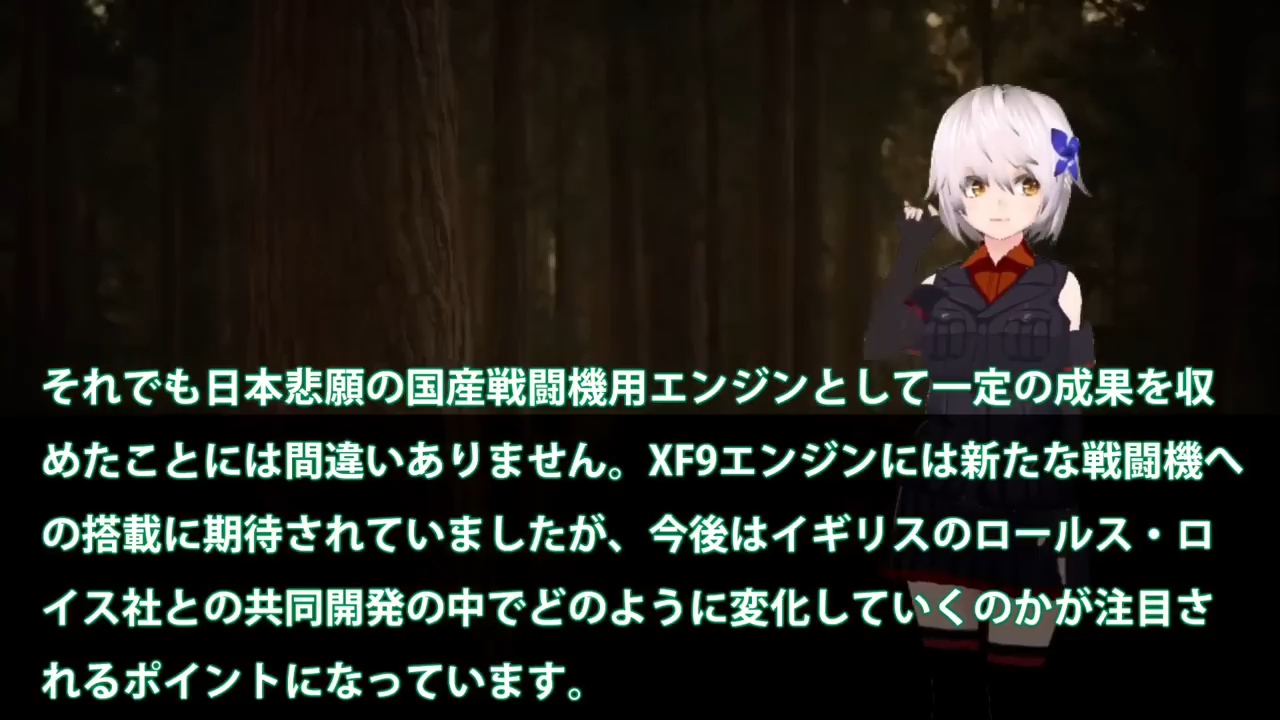 それでも日本悲願の国産戦闘機用エンジンとして一定の成果を収
めたことには間違いありません。XF9エンジンには新たな戦闘機へ
の搭載に期待されていましたが、今後はイギリスのロールス・ロ
イス社との共同開発の中でどのように変化していくのかが注目さ
れるポイントになっています。